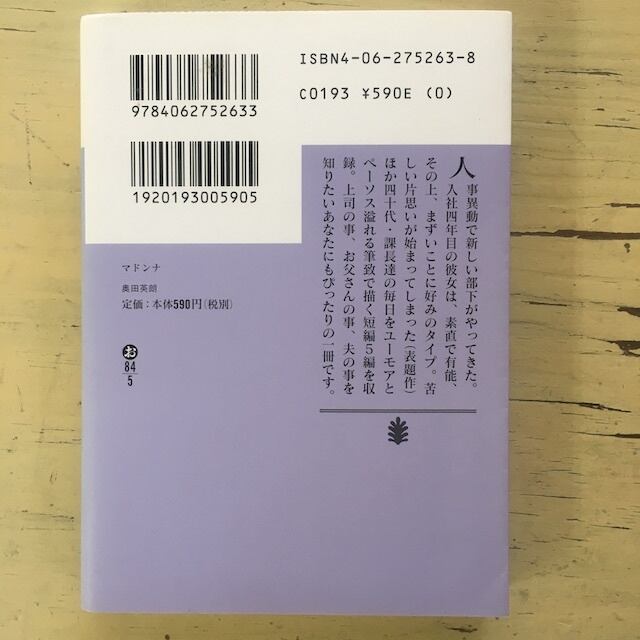 ISBN4-06-275263-8
C0193 ¥590E (0)
9784062752633
1920193005905
人事異動で新しい部下がやってきた。
入社四年目の彼女は、素直で有能、
その上、まずいことに好みのタイプ。苦
しい片思いが始まってしまった（表題作）
ほか四十代・課長達の毎日をユーモアと
ペーソス溢れる筆致で描く短編５編を収
録。上司の事、お父さんの事、夫の事を
知りたいあなたにもぴったりの一冊です。
マドンナ
奥田英朗
定価：本体590円（税別）
お
84
5